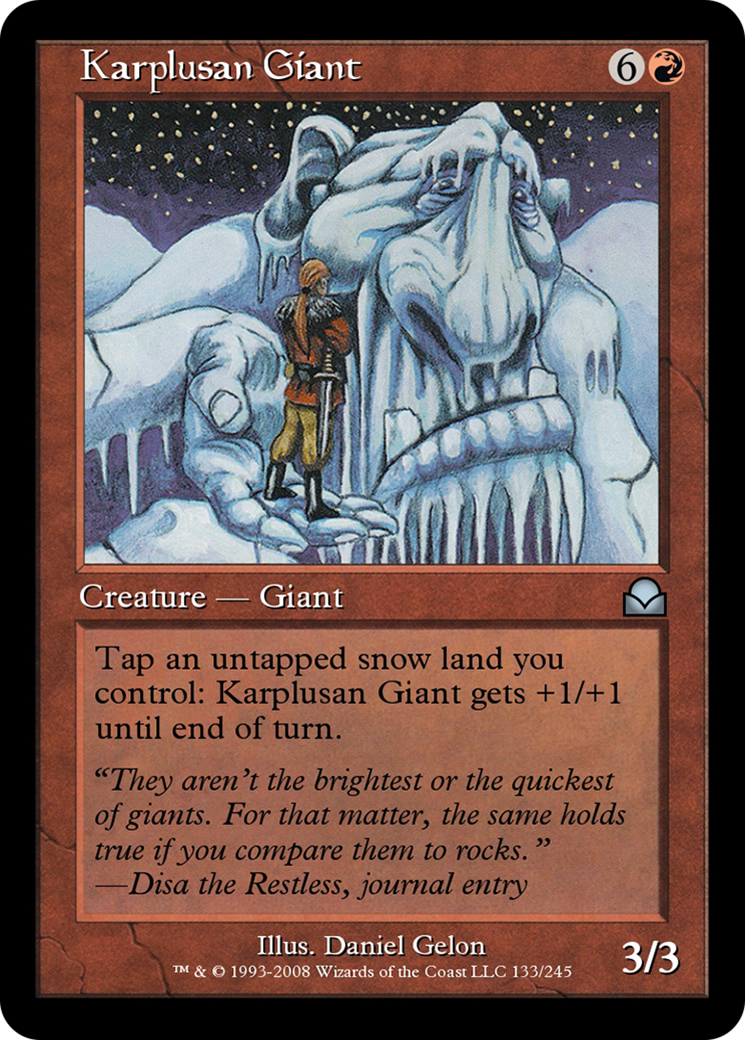 Karplusan Giant 6
Creature — Giant
Tap an untapped snow land you
control: Karplusan Giant gets +1/+1
until end of turn.
“They aren’t the brightest or the quickest
of giants. For that matter, the same holds
true if you compare them to rocks.”
—Disa the Restless, journal entry
Illus. Daniel Gelon
™ & © 1993-2008 Wizards of the Coast LLC 133/245
3/3